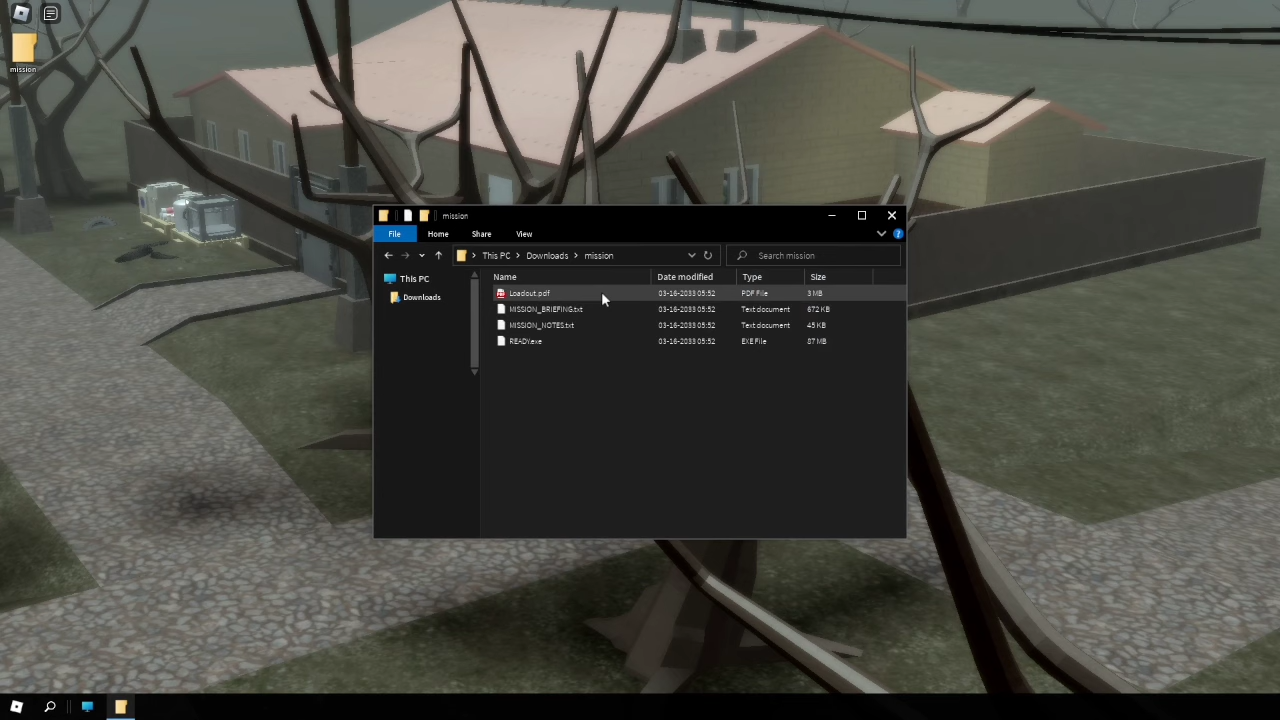 mission
mission
File Home Share View
This PC Downloads mission Search mission
Name Date modified Type Size
This PC
Downloads
Loadout.pdf 03-16-2033 05:52 PDF File 3 MB
MISSION_BRIEFING.txt 03-16-2033 05:52 Text document 672 KB
MISSION_NOTES.txt 03-16-2033 05:52 Text document 45 KB
READY.exe 03-16-2033 05:52 EXE File 87 MB